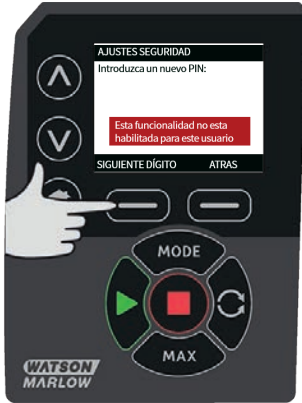 AJUSTES SEGURIDAD
Introduzca un nuevo PIN:
Esta funcionalidad no esta
habilitada para este usuario
SIGUIENTE DÍGITO ATRAS
MODE
MAX
WATSON
MARLOW